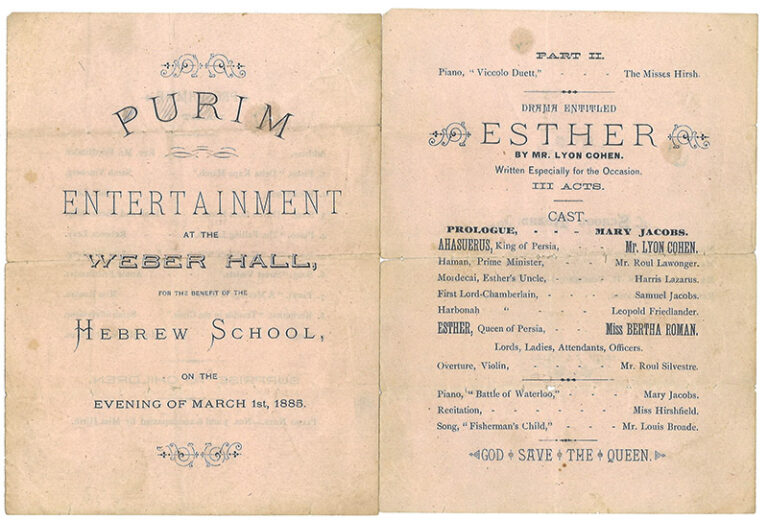 PURIM
ENTERTAINMENT
AT THE
WEBER HALL,
FOR THE BENEFIT OF THE
HEBREW SCHOOL,
ON THE
EVENING OF MARCH 1st, 1885.
PART II.
Piano, "Viccolo Duett," - - - The Misses Hirsh.
DRAMA ENTITLED
ESTHER
BY MR. LYON COHEN.
Written Especially for the Occasion.
III ACTS.
CAST.
PROLOGUE, - - - MARY JACOBS.
AHASUERUS, King of Persia, - - Mr. LYON COHEN.
Haman, Prime Minister, - - - Mr. Roul Lawonger.
Mordecai, Esther's Uncle, - - - Harris Lazarus.
First Lord-Chamberlain, - - - Samuel Jacobs.
Harbonah " - - - Leopold Friedlander.
ESTHER, Queen of Persia, - - Miss BERTHA ROMAN.
Lords, Ladies, Attendants, Officers.
Overture, Violin, - - - Mr. Roul Silvestre.
Piano, "Battle of Waterloo," - - Mary Jacobs.
Recitation, - - - - - Miss Hirshfield.
Song, "Fisherman's Child," - - Mr. Louis Broade.
GOD SAVE THE QUEEN.